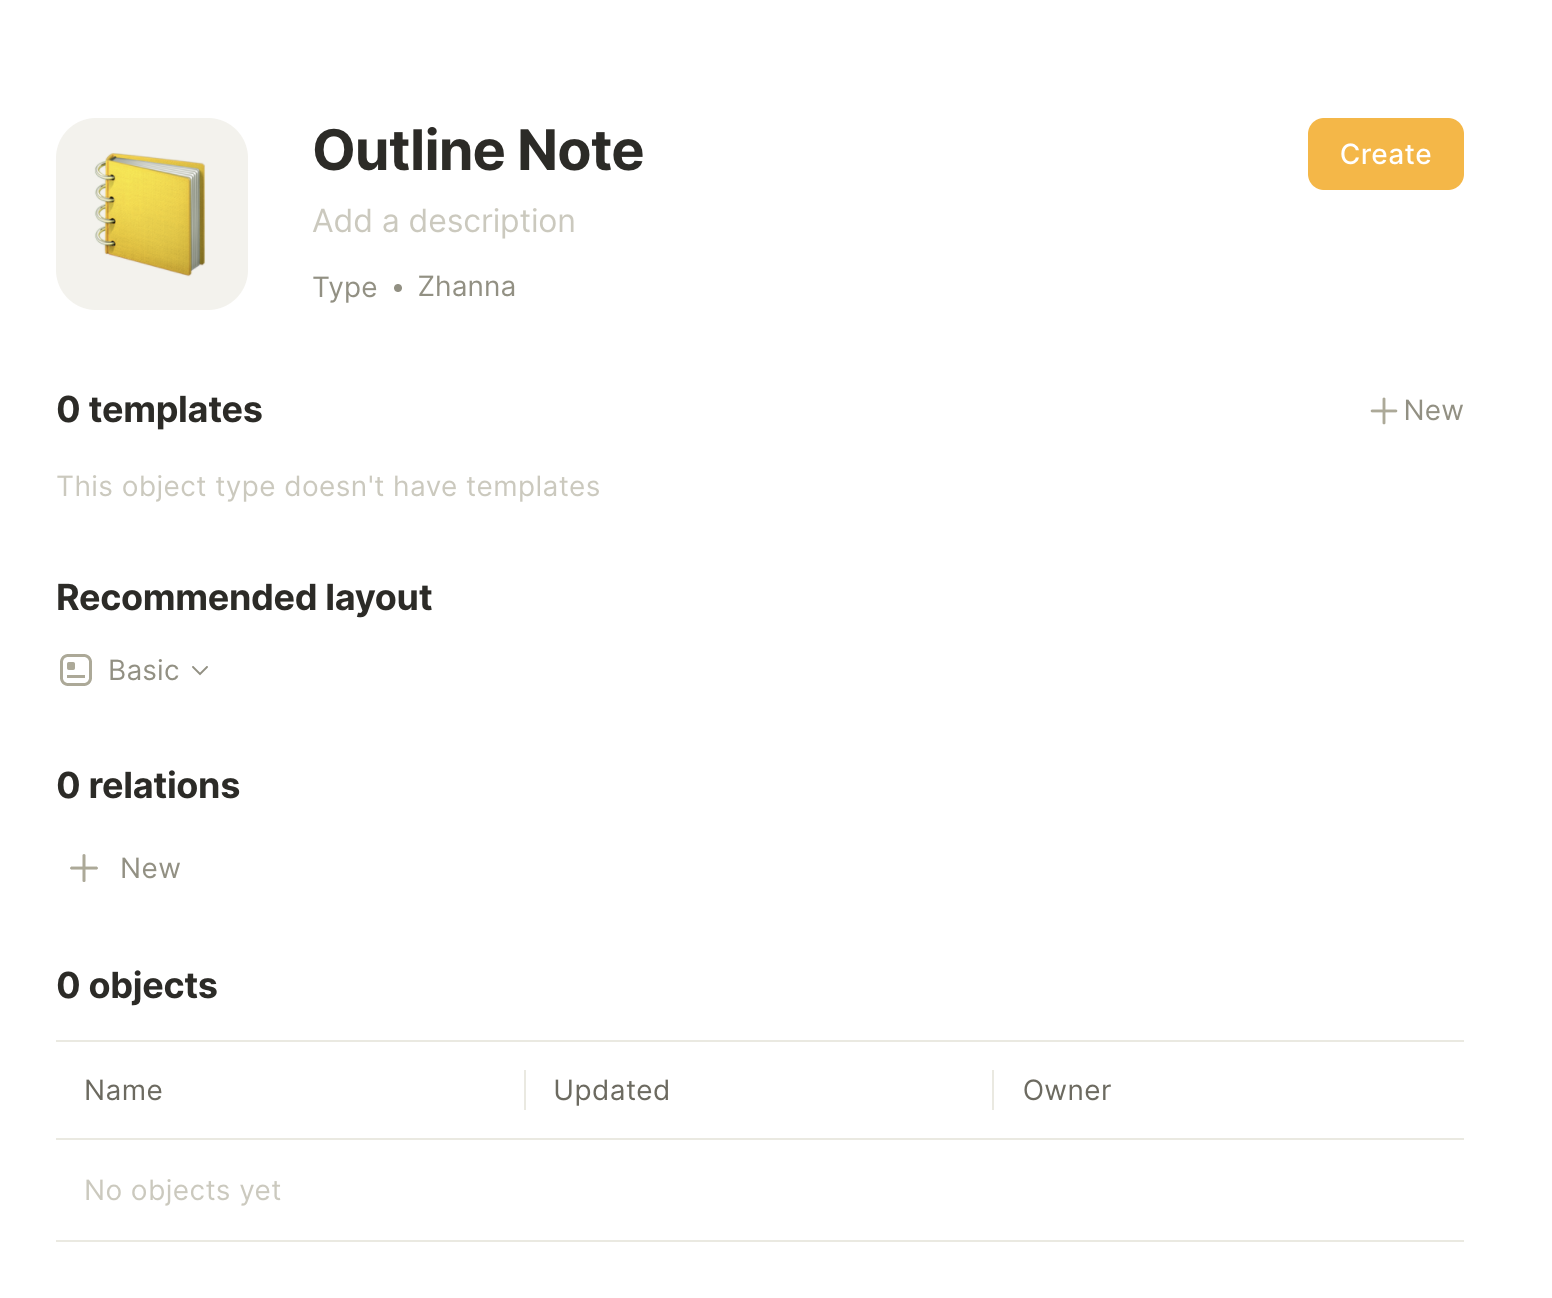 Outline Note
Create
Add a description
Type • Zhanna
0 templates
New
This object type doesn't have templates
Recommended layout
Basic
0 relations
New
0 objects
Name Updated Owner
No objects yet